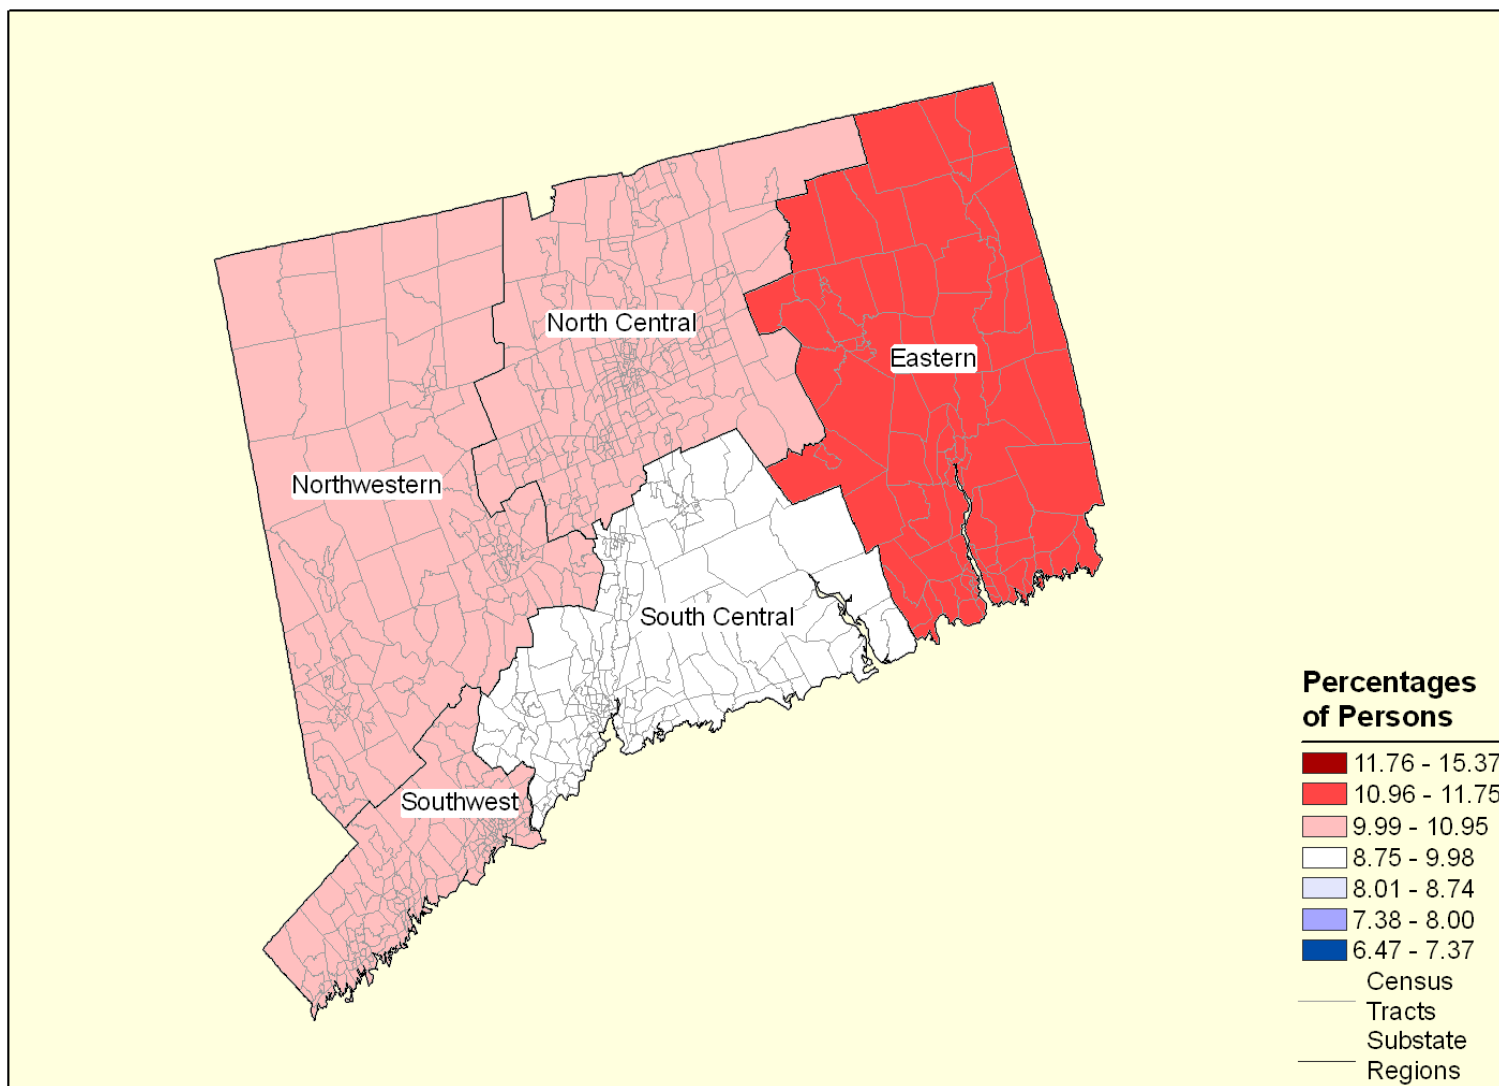 North Central
Eastern
Northwestern
South Central
Southwest
Percentages
of Persons
11.76 - 15.37
10.96 - 11.75
9.99 - 10.95
8.75 - 9.98
8.01 - 8.74
7.38 - 8.00
6.47 - 7.37
Census
Tracts
Substate
Regions